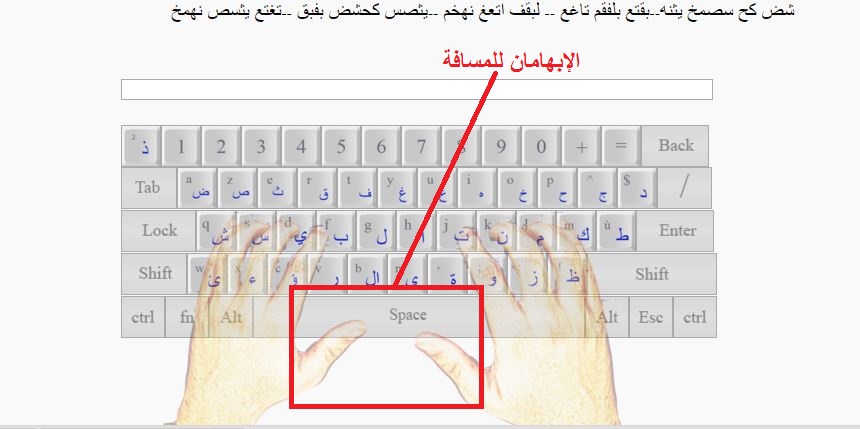 شض كح سصمخ يثنه..بقتع بلفقم تاغع .. لبقف اتعغ نهخم ..يثصس كحشض بفبق ..تغتع يثسص نهمخ
الإبهامان للمسافة
² ذ 1 2 3 4 5 6 7 8 9 0 + = Back
Tab a ض z ص e ث r ق t ف y غ u ع i ه o خ p ح ^ ج $ د /
Lock q ش s س d ي f ب g ل h ا j ت k ن م m ك ù ط Enter
Shift w ئ x ء c ؤ v ر b لا ى ة و ز ظ Shift
ctrl fn Alt Space Alt Esc ctrl